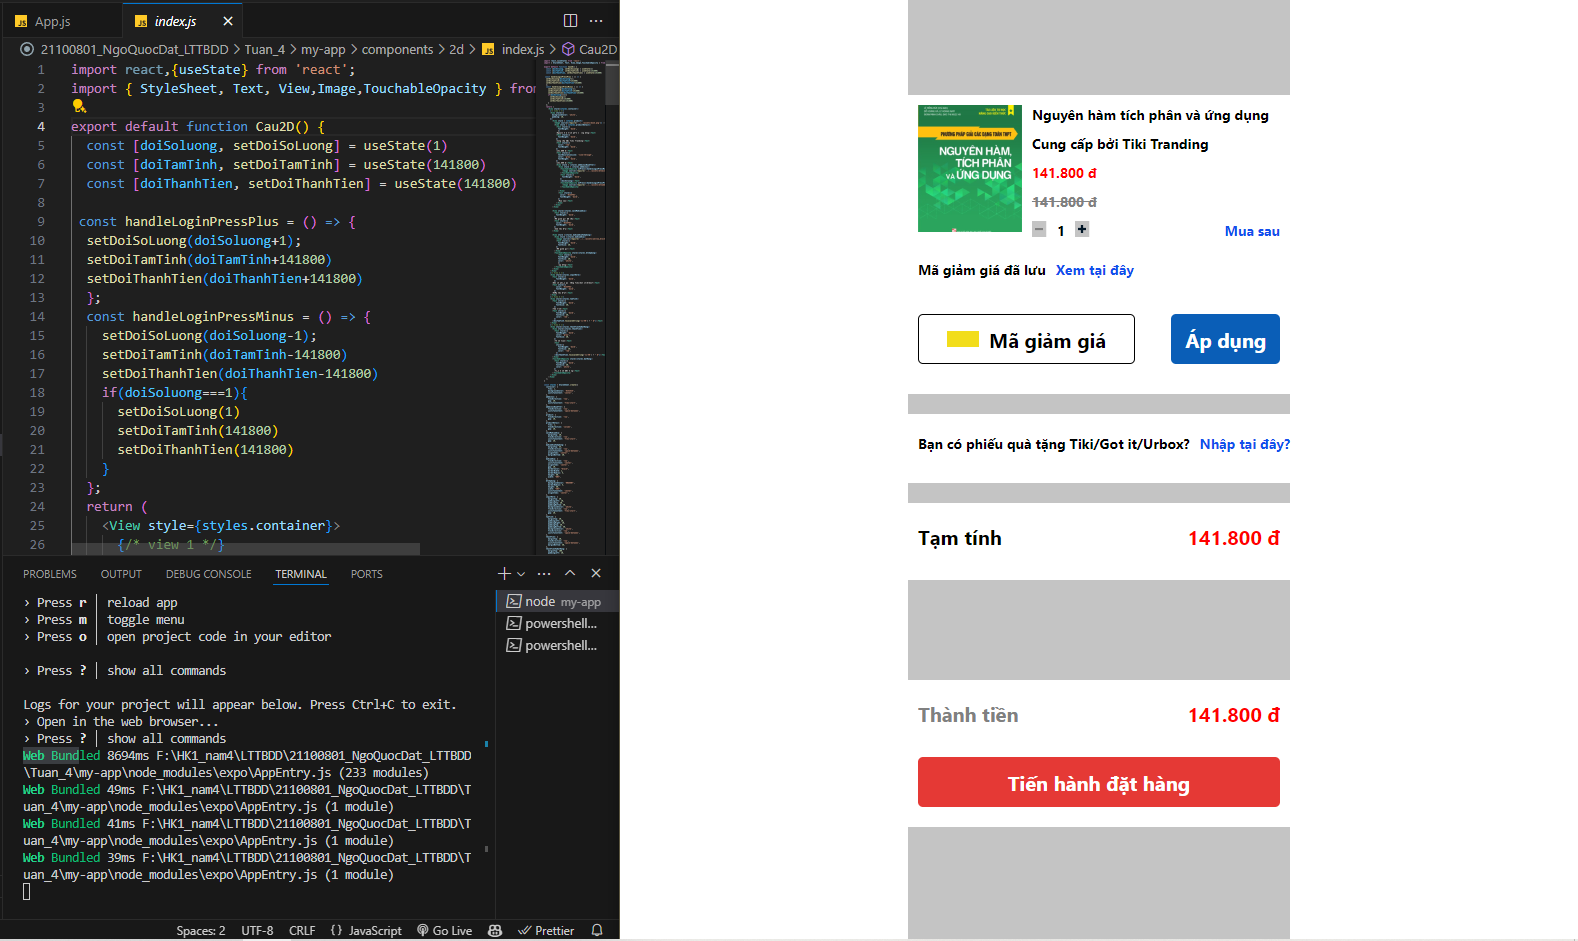 App.js
index.js
21100801_NgoQuocDat_LTTBDD > Tuan_4 > my-app > components > 2d > index.js > Cau2D
1 import react,{useState} from 'react';
2 import { StyleSheet, Text, View,Image,TouchableOpacity } from
3
4 export default function Cau2D() {
5 const [doiSoluong, setDoiSoLuong] = useState(1)
6 const [doiTamTinh, setDoiTamTinh] = useState(141800)
7 const [doiThanhTien, setDoiThanhTien] = useState(141800)
8
9 const handleLoginPressPlus = () => {
10 setDoiSoLuong(doiSoluong+1);
11 setDoiTamTinh(doiTamTinh+141800)
12 setDoiThanhTien(doiThanhTien+141800)
13 };
14 const handleLoginPressMinus = () => {
15 setDoiSoLuong(doiSoluong-1);
16 setDoiTamTinh(doiTamTinh-141800)
17 setDoiThanhTien(doiThanhTien-141800)
18 if(doiSoluong===1){
19 setDoiSoLuong(1)
20 setDoiTamTinh(141800)
21 setDoiThanhTien(141800)
22 }
23 };
24 return (
25 <View style={styles.container}>
26 {/* view 1 */}
PROBLEMS OUTPUT DEBUG CONSOLE TERMINAL PORTS
› Press r │ reload app
› Press m │ toggle menu
› Press o │ open project code in your editor
› Press ? │ show all commands
Logs for your project will appear below. Press Ctrl+C to exit.
› Open in the web browser...
› Press ? │ show all commands
Web Bundled 8694ms F:\HK1_nam4\LTTBDD\21100801_NgoQuocDat_LTTBDD
\Tuan_4\my-app\node_modules\expo\AppEntry.js (233 modules)
Web Bundled 49ms F:\HK1_nam4\LTTBDD\21100801_NgoQuocDat_LTTBDD\T
uan_4\my-app\node_modules\expo\AppEntry.js (1 module)
Web Bundled 41ms F:\HK1_nam4\LTTBDD\21100801_NgoQuocDat_LTTBDD\T
uan_4\my-app\node_modules\expo\AppEntry.js (1 module)
Web Bundled 39ms F:\HK1_nam4\LTTBDD\21100801_NgoQuocDat_LTTBDD\T
uan_4\my-app\node_modules\expo\AppEntry.js (1 module)
node my-app
powershell...
powershell...
Spaces: 2 UTF-8 CRLF {} JavaScript Go Live Prettier
PHƯƠNG PHÁP GIẢI CÁC DẠNG TOÁN THPT
NGUYÊN HÀM,
TÍCH PHÂN
VÀ ỨNG DỤNG
Nguyên hàm tích phân và ứng dụng
Cung cấp bởi Tiki Tranding
141.800 đ
141.800 đ
− 1 +
Mua sau
Mã giảm giá đã lưu Xem tại đây
Mã giảm giá
Áp dụng
Bạn có phiếu quà tặng Tiki/Got it/Urbox? Nhập tại đây?
Tạm tính 141.800 đ
Thành tiền 141.800 đ
Tiến hành đặt hàng